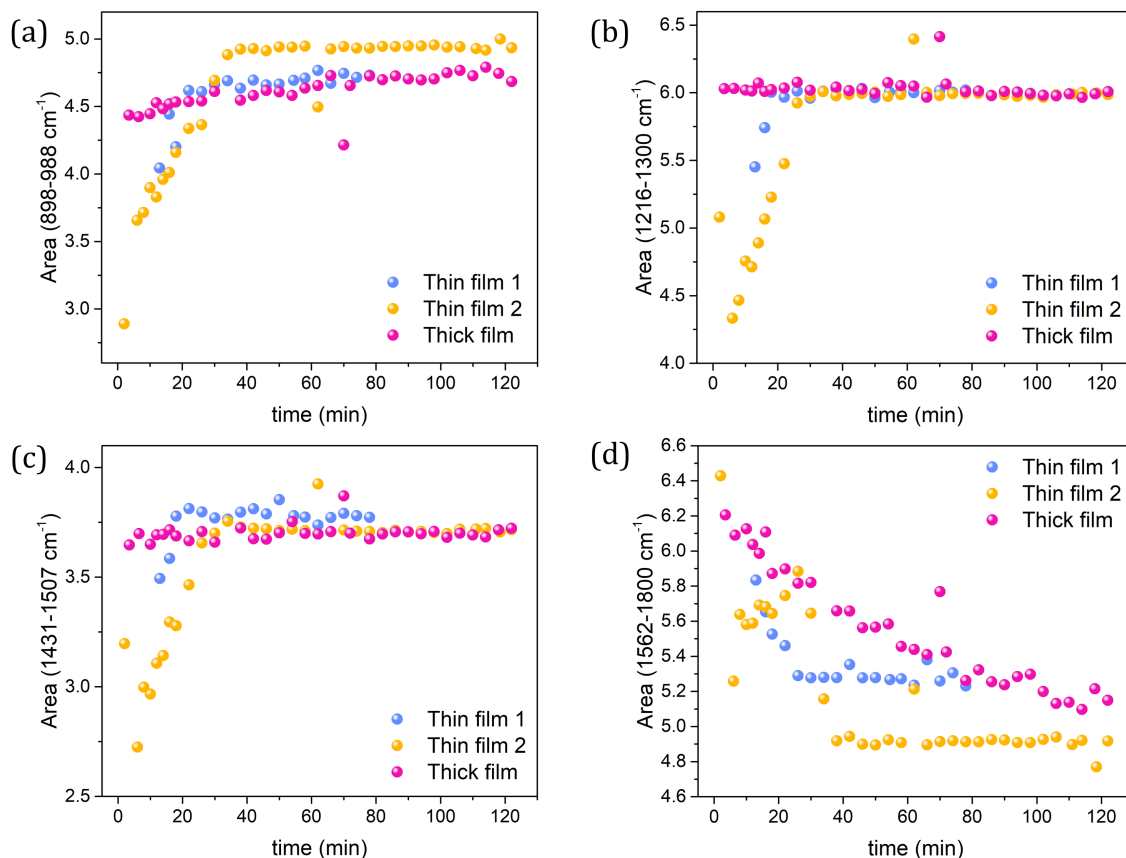 (a)
Area (898-988 cm⁻¹)
5.0
4.5
4.0
3.5
3.0
0 20 40 60 80 100 120
time (min)
Thin film 1
Thin film 2
Thick film
(b)
Area (1216-1300 cm⁻¹)
6.5
6.0
5.5
5.0
4.5
4.0
0 20 40 60 80 100 120
time (min)
Thin film 1
Thin film 2
Thick film
(c)
Area (1431-1507 cm⁻¹)
4.0
3.5
3.0
2.5
0 20 40 60 80 100 120
time (min)
Thin film 1
Thin film 2
Thick film
(d)
Area (1562-1800 cm⁻¹)
6.6
6.4
6.2
6.0
5.8
5.6
5.4
5.2
5.0
4.8
4.6
0 20 40 60 80 100 120
time (min)
Thin film 1
Thin film 2
Thick film